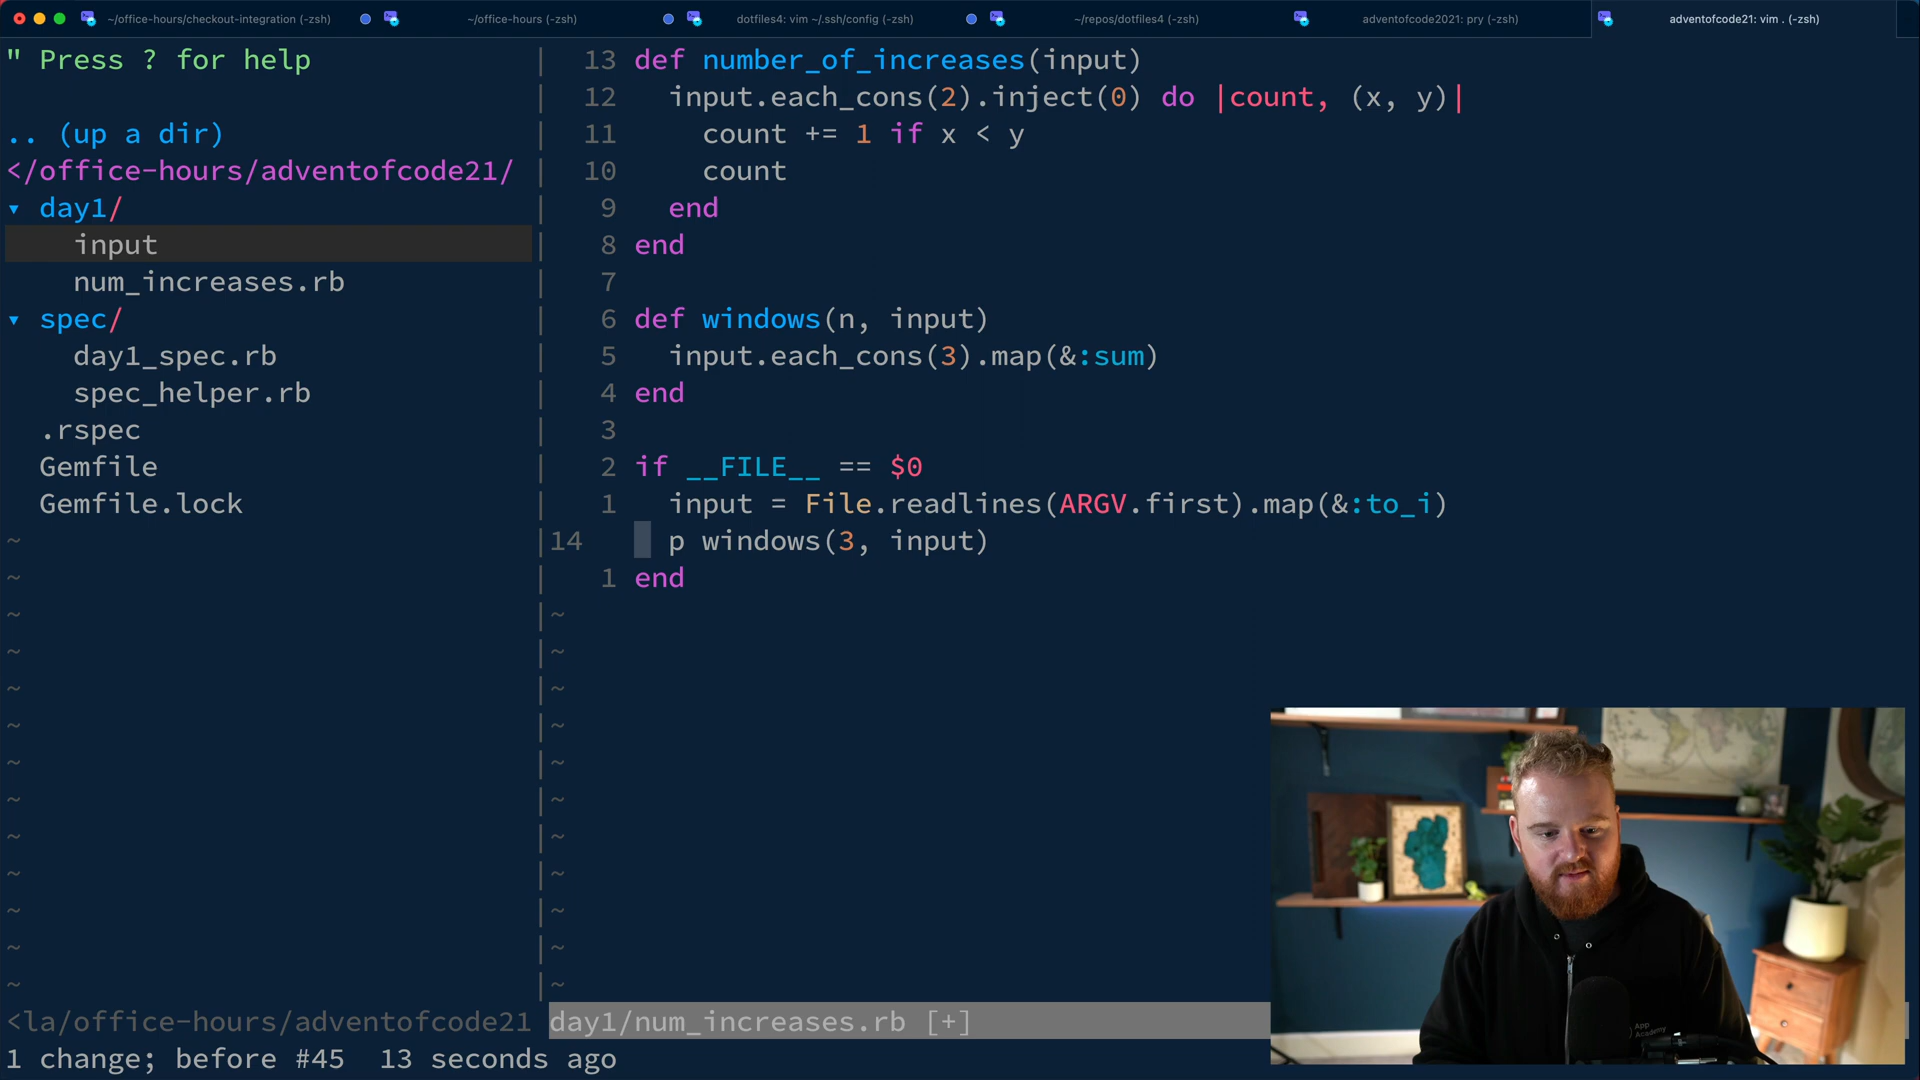 ~/office-hours/checkout-integration (-zsh)
~/office-hours (-zsh)
dotfiles4: vim ~/.ssh/config (-zsh)
~/repos/dotfiles4 (-zsh)
adventofcode2021: pry (-zsh)
adventofcode21: vim . (-zsh)
" Press ? for help
.. (up a dir)
</office-hours/adventofcode21/
▾ day1/
input
num_increases.rb
▾ spec/
day1_spec.rb
spec_helper.rb
.rspec
Gemfile
Gemfile.lock
13 def number_of_increases(input)
12 input.each_cons(2).inject(0) do |count, (x, y)|
11 count += 1 if x < y
10 count
9 end
8 end
7
6 def windows(n, input)
5 input.each_cons(3).map(&:sum)
4 end
3
2 if __FILE__ == $0
1 input = File.readlines(ARGV.first).map(&:to_i)
14 p windows(3, input)
1 end
<la/office-hours/adventofcode21
day1/num_increases.rb [+]
1 change; before #45 13 seconds ago
App
Academy